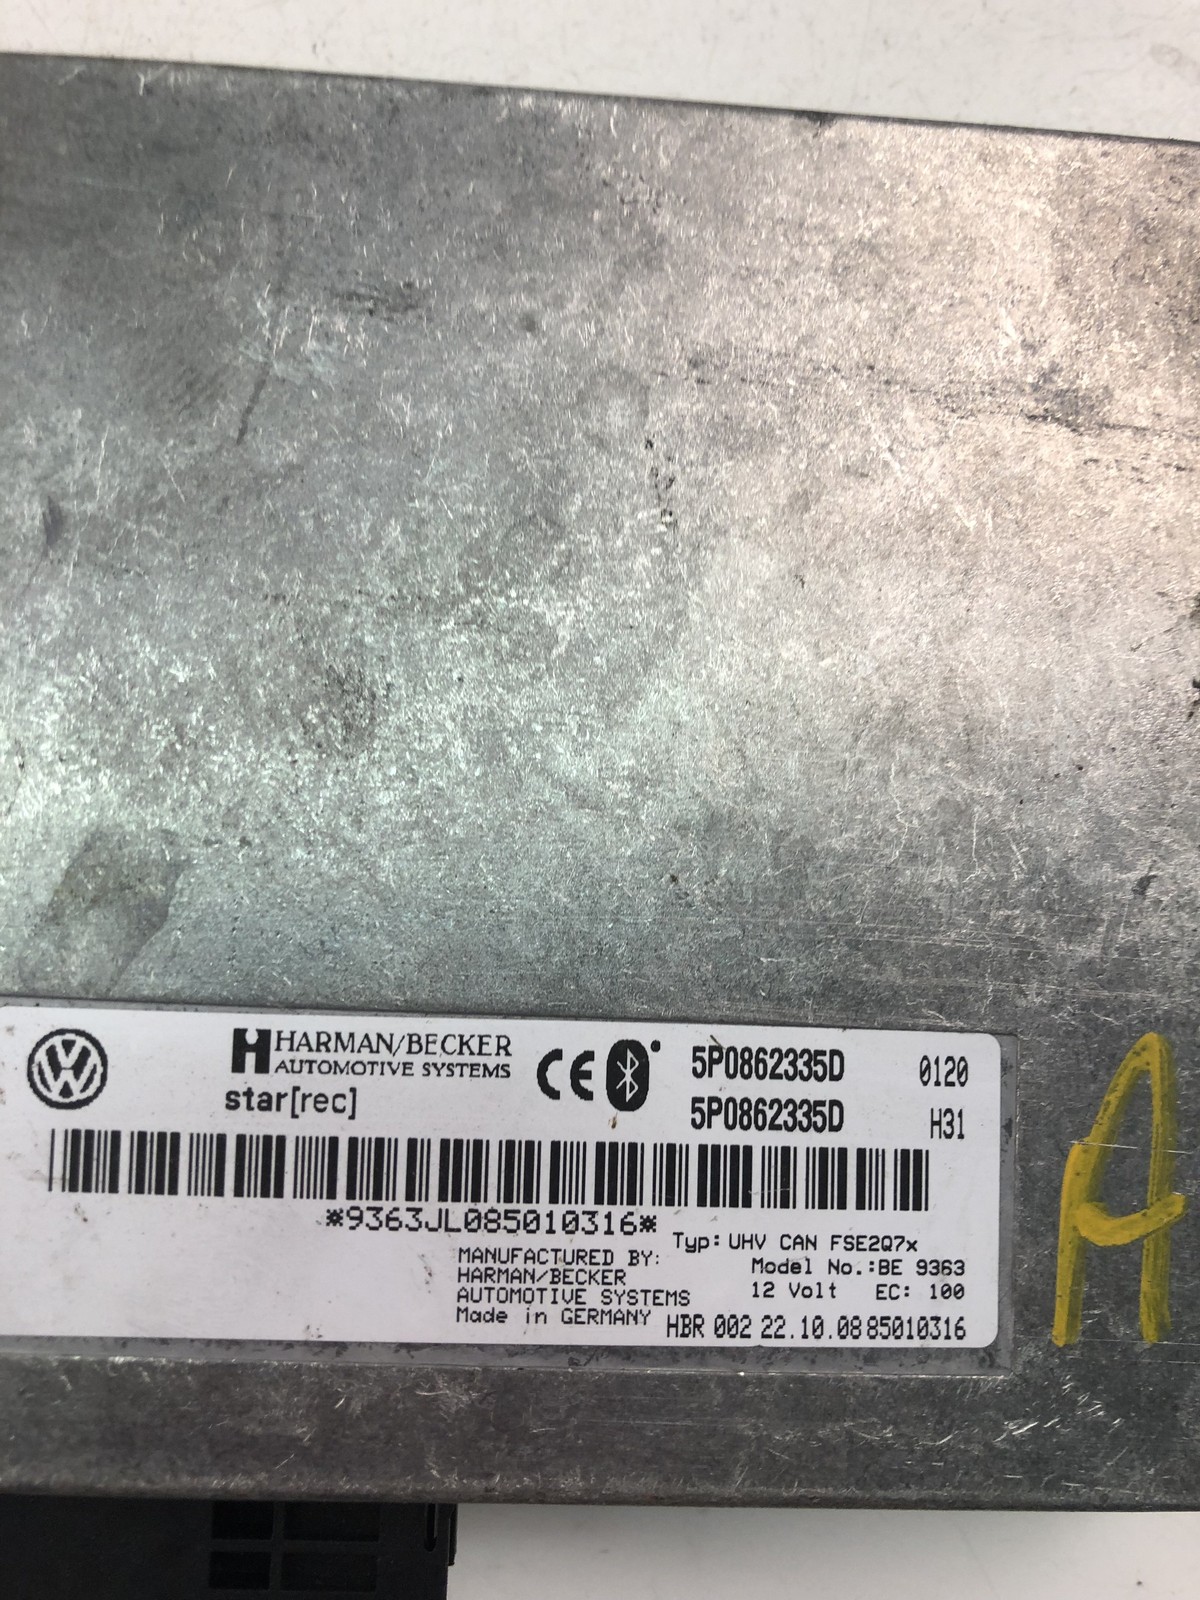 HARMAN/BECKER
AUTOMOTIVE SYSTEMS
star[rec]
CE
5P0862335D 0120
5P0862335D H31
*9363JL085010316*
Typ: UHV CAN FSE2Q7x
Model No.:BE 9363
12 Volt EC: 100
MANUFACTURED BY:
HARMAN/BECKER
AUTOMOTIVE SYSTEMS
Made in GERMANY
HBR 002 22.10.08 85010316
A